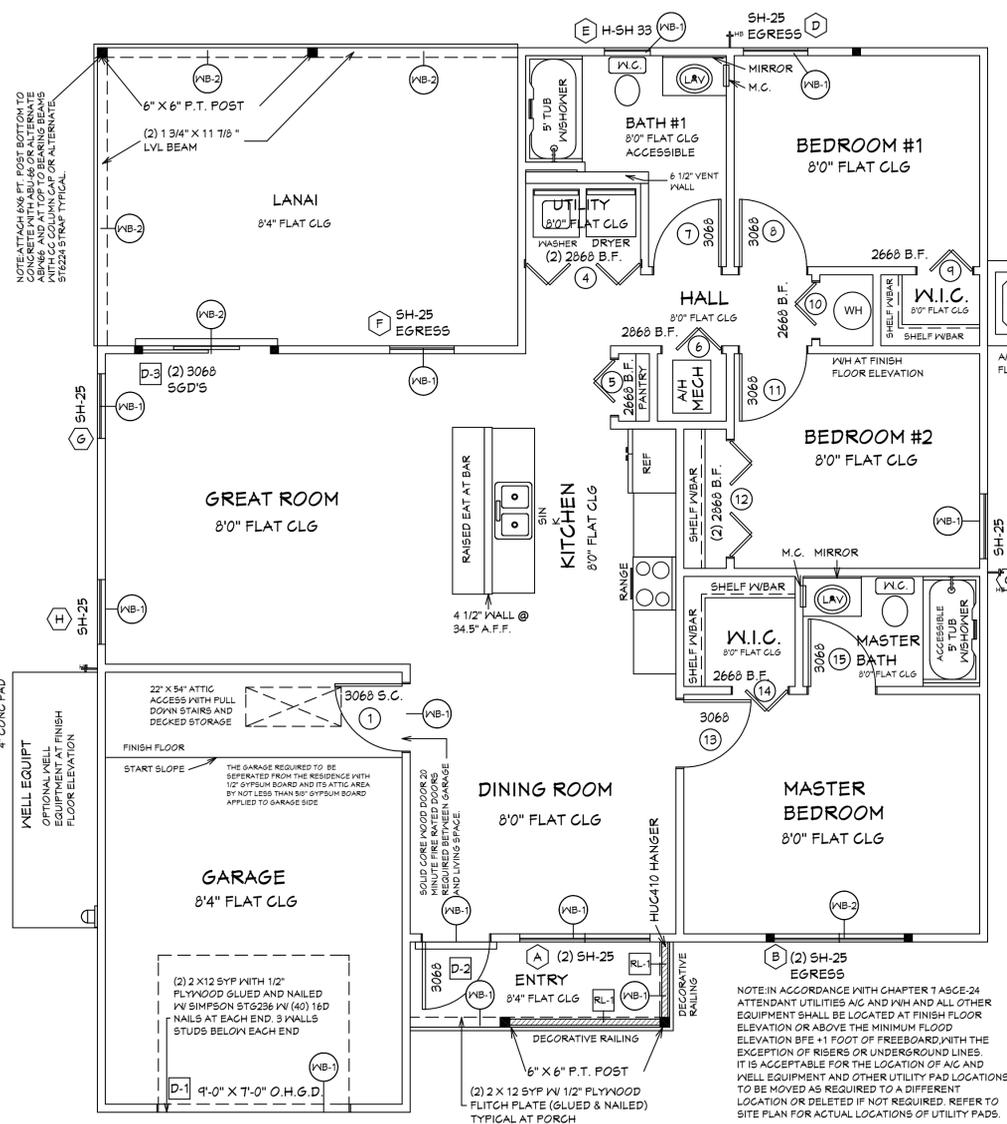 E
H-SH 33
WB-1
HB
SH-25
EGRESS
D
WB-2
WB-2
WB-1
6" X 6" P.T. POST
(2) 1 3/4" X 11 7/8 "
LVL BEAM
NOTE:ATTACH 6X6 PT. POST BOTTOM TO
CONCRETE WITH ABU-66 OR ALTERNATE
ABW66 AND AT TOP TO BEARING BEAMS
WITH CC COLUMN CAP OR ALTERNATE
ST6224 STRAP TYPICAL.
LANAI
8'4" FLAT CLG
WB-2
5' TUB
W/SHOWER
W.C.
LAV
MIRROR
M.C.
BATH #1
8'0" FLAT CLG
ACCESSIBLE
6 1/2" VENT
WALL
BEDROOM #1
8'0" FLAT CLG
UTILITY
8'0" FLAT CLG
WASHER
DRYER
(2) 2868 B.F.
4
7
3068
3068
8
2668 B.F.
9
W.I.C.
8'0" FLAT CLG
SHELF W/BAR
SHELF W/BAR
HALL
8'0" FLAT CLG
2868 B.F.
6
2668 B.F.
10
WH
W/H AT FINISH
FLOOR ELEVATION
WB-2
F
SH-25
EGRESS
WB-1
D-3
(2) 3068
SGD'S
5
2668 B.F.
PANTRY
A/H
MECH
3068
11
SH-25
G
WB-1
GREAT ROOM
8'0" FLAT CLG
RAISED EAT AT BAR
SIN
K
KITCHEN
8'0" FLAT CLG
REF
RANGE
4 1/2" WALL @
34.5" A.F.F.
BEDROOM #2
8'0" FLAT CLG
SHELF W/BAR
(2) 2868 B.F.
12
WB-1
SH-25
H
SH-25
WB-1
M.C.
MIRROR
SHELF W/BAR
SHELF W/BAR
W.I.C.
8'0" FLAT CLG
2668 B.F.
14
LAV
W.C.
3068
15
MASTER
BATH
8'0" FLAT CLG
ACCESSIBLE
5' TUB
W/SHOWER
4" CONC PAD
WELL EQUIPT
OPTIONAL WELL
EQUIPTMENT AT FINISH
FLOOR ELEVATION
22" X 54" ATTIC
ACCESS WITH PULL
DOWN STAIRS AND
DECKED STORAGE
3068 S.C.
1
WB-1
FINISH FLOOR
START SLOPE
THE GARAGE REQUIRED TO BE
SEPERATED FROM THE RESIDENCE WITH
1/2" GYPSUM BOARD AND ITS ATTIC AREA
BY NOT LESS THAN 5/8" GYPSUM BOARD
APPLIED TO GARAGE SIDE
SOLID CORE WOOD DOOR 20
MINUTE FIRE RATED DOORS
REQUIRED BETWEEN GARAGE
AND LIVING SPACE.
3068
13
DINING ROOM
8'0" FLAT CLG
MASTER
BEDROOM
8'0" FLAT CLG
GARAGE
8'4" FLAT CLG
HUC410 HANGER
WB-1
WB-1
WB-2
A
(2) SH-25
B
(2) SH-25
EGRESS
3068
D-2
ENTRY
8'4" FLAT CLG
WB-1
RL-1
RL-1
WB-1
DECORATIVE
RAILING
DECORATIVE RAILING
(2) 2 X12 SYP WITH 1/2"
PLYWOOD GLUED AND NAILED
W/ SIMPSON STG236 W/ (40) 16D
NAILS AT EACH END. 3 WALLS
STUDS BELOW EACH END
WB-1
D-1
9'-0" X 7'-0" O.H.G.D.
6" X 6" P.T. POST
(2) 2 X 12 SYP W/ 1/2" PLYWOOD
FLITCH PLATE (GLUED & NAILED)
TYPICAL AT PORCH
NOTE:IN ACCORDANCE WITH CHAPTER 7 ASCE-24
ATTENDANT UTILITIES A/C AND W/H AND ALL OTHER
EQUIPMENT SHALL BE LOCATED AT FINISH FLOOR
ELEVATION OR ABOVE THE MINIMUM FLOOD
ELEVATION BFE +1 FOOT OF FREEBOARD,WITH THE
EXCEPTION OF RISERS OR UNDERGROUND LINES.
IT IS ACCEPTABLE FOR THE LOCATION OF A/C AND
WELL EQUIPMENT AND OTHER UTILITY PAD LOCATIONS
TO BE MOVED AS REQUIRED TO A DIFFERENT
LOCATION OR DELETED IF NOT REQUIRED. REFER TO
SITE PLAN FOR ACTUAL LOCATIONS OF UTILITY PADS.